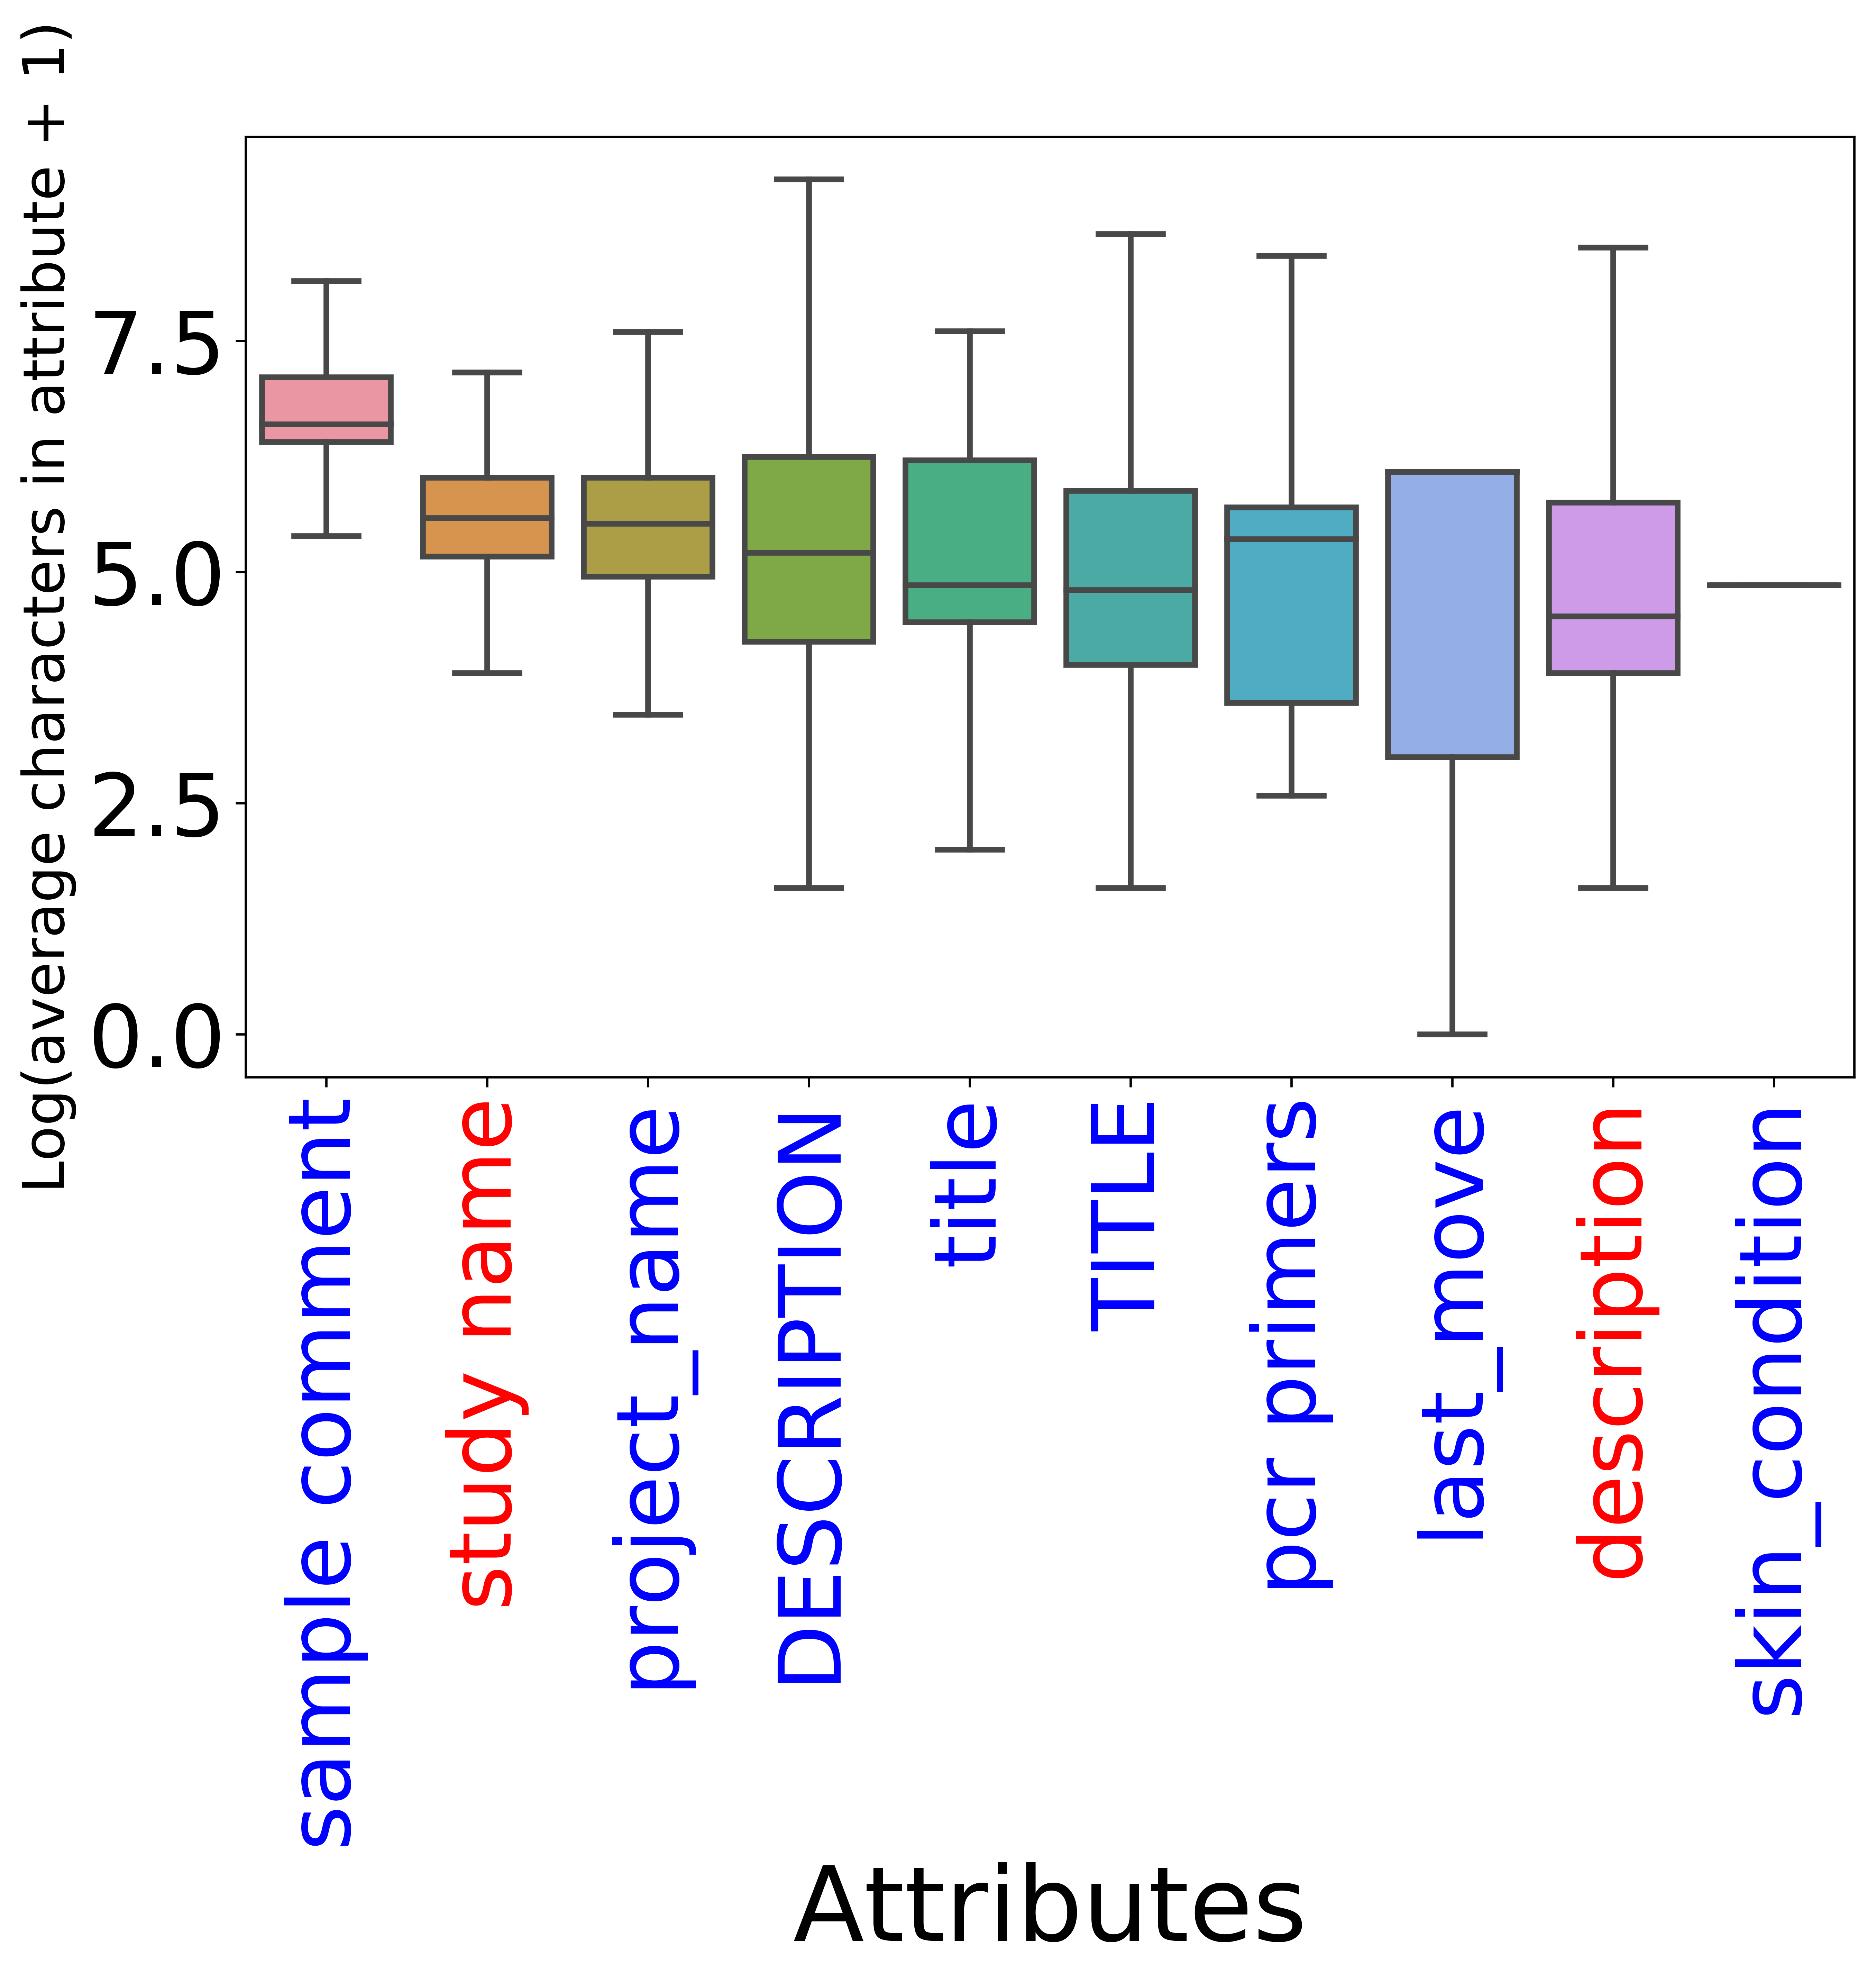 Log(average characters in attribute + 1)
7.5
5.0
2.5
0.0
sample comment
study name
project_name
DESCRIPTION
title
TITLE
pcr primers
last_move
description
skin_condition
Attributes